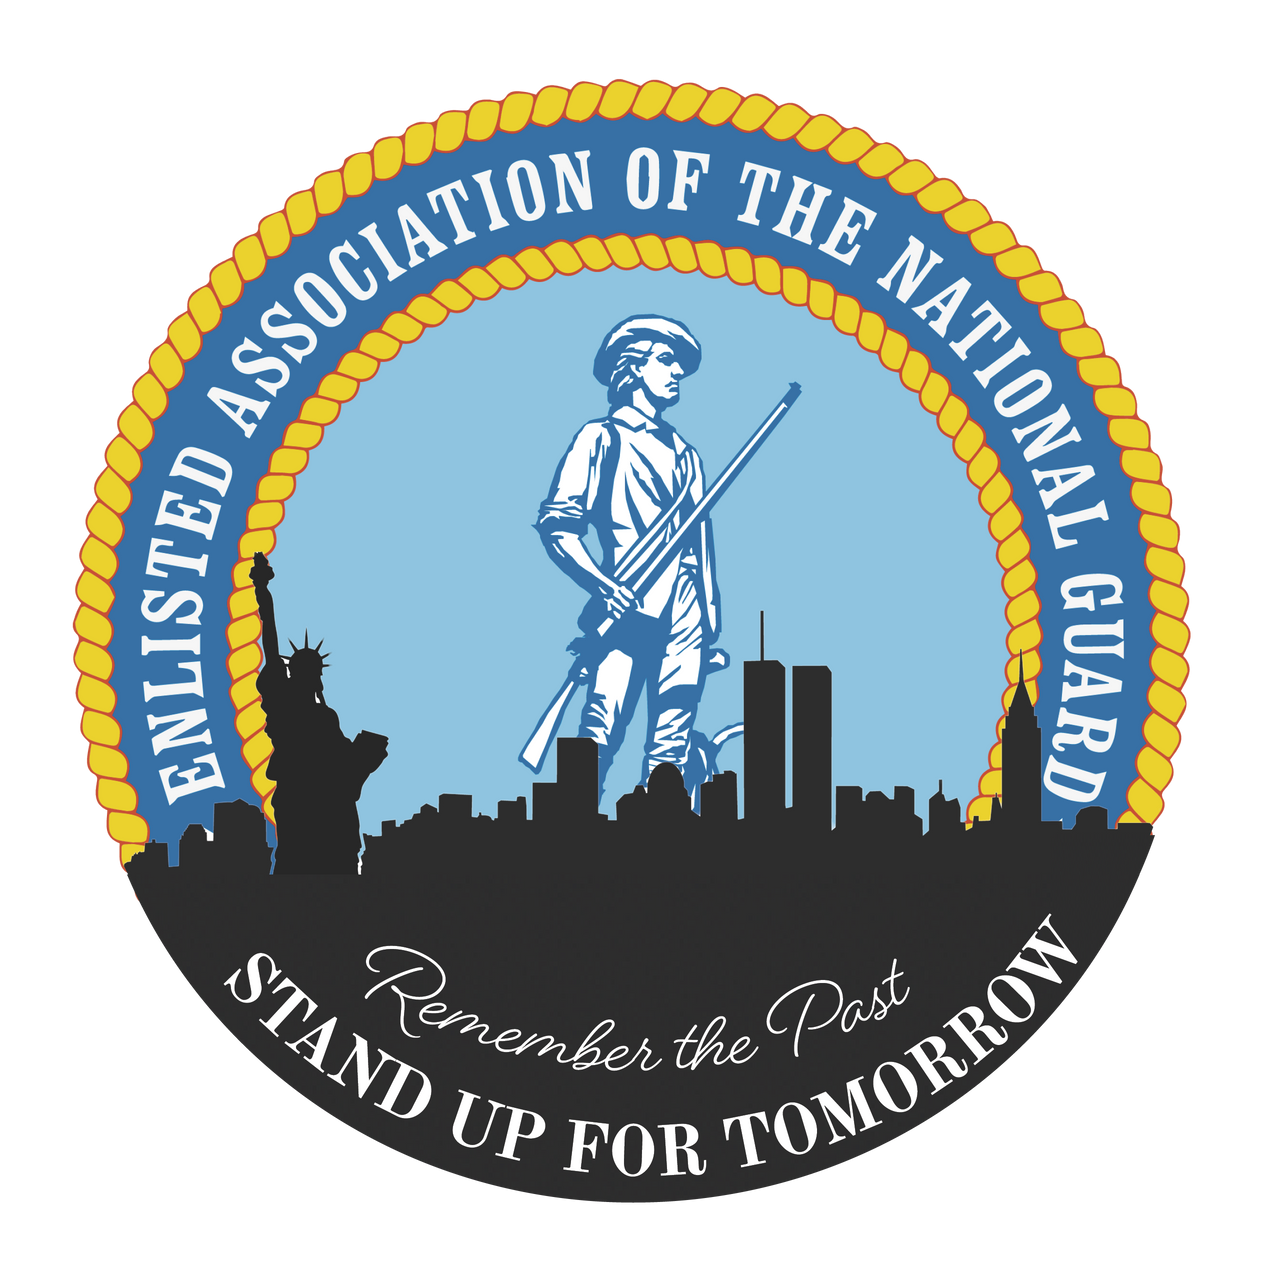 ENLISTED ASSOCIATION OF THE NATIONAL GUARD
Remember the Past
STAND UP FOR TOMORROW